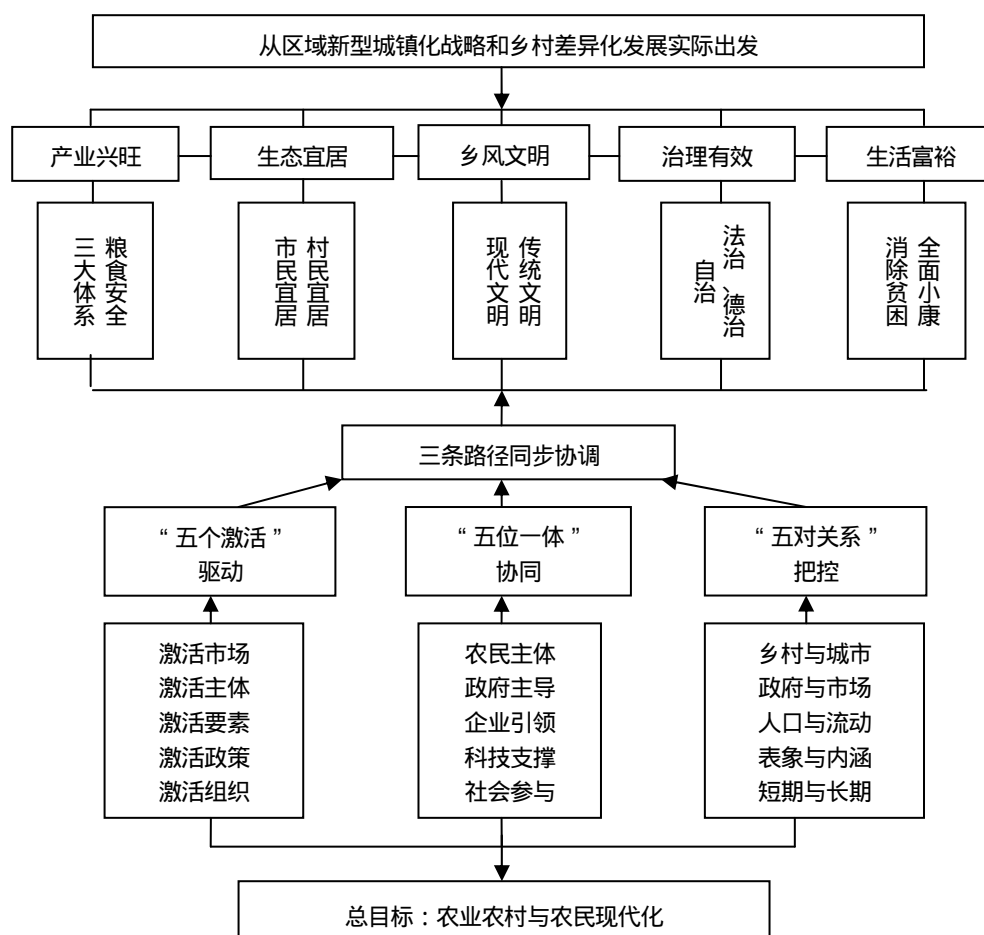 从区域新型城镇化战略和乡村差异化发展实际出发
产业兴旺
生态宜居
乡风文明
治理有效
生活富裕
粮食安全
三大体系
村民宜居
市民宜居
传统文明
现代文明
法治、德治
自治
全面小康
消除贫困
三条路径同步协调
“五个激活”
驱动
“五位一体”
协同
“五对关系”
把控
激活市场
激活主体
激活要素
激活政策
激活组织
农民主体
政府主导
企业引领
科技支撑
社会参与
乡村与城市
政府与市场
人口与流动
表象与内涵
短期与长期
总目标：农业农村与农民现代化